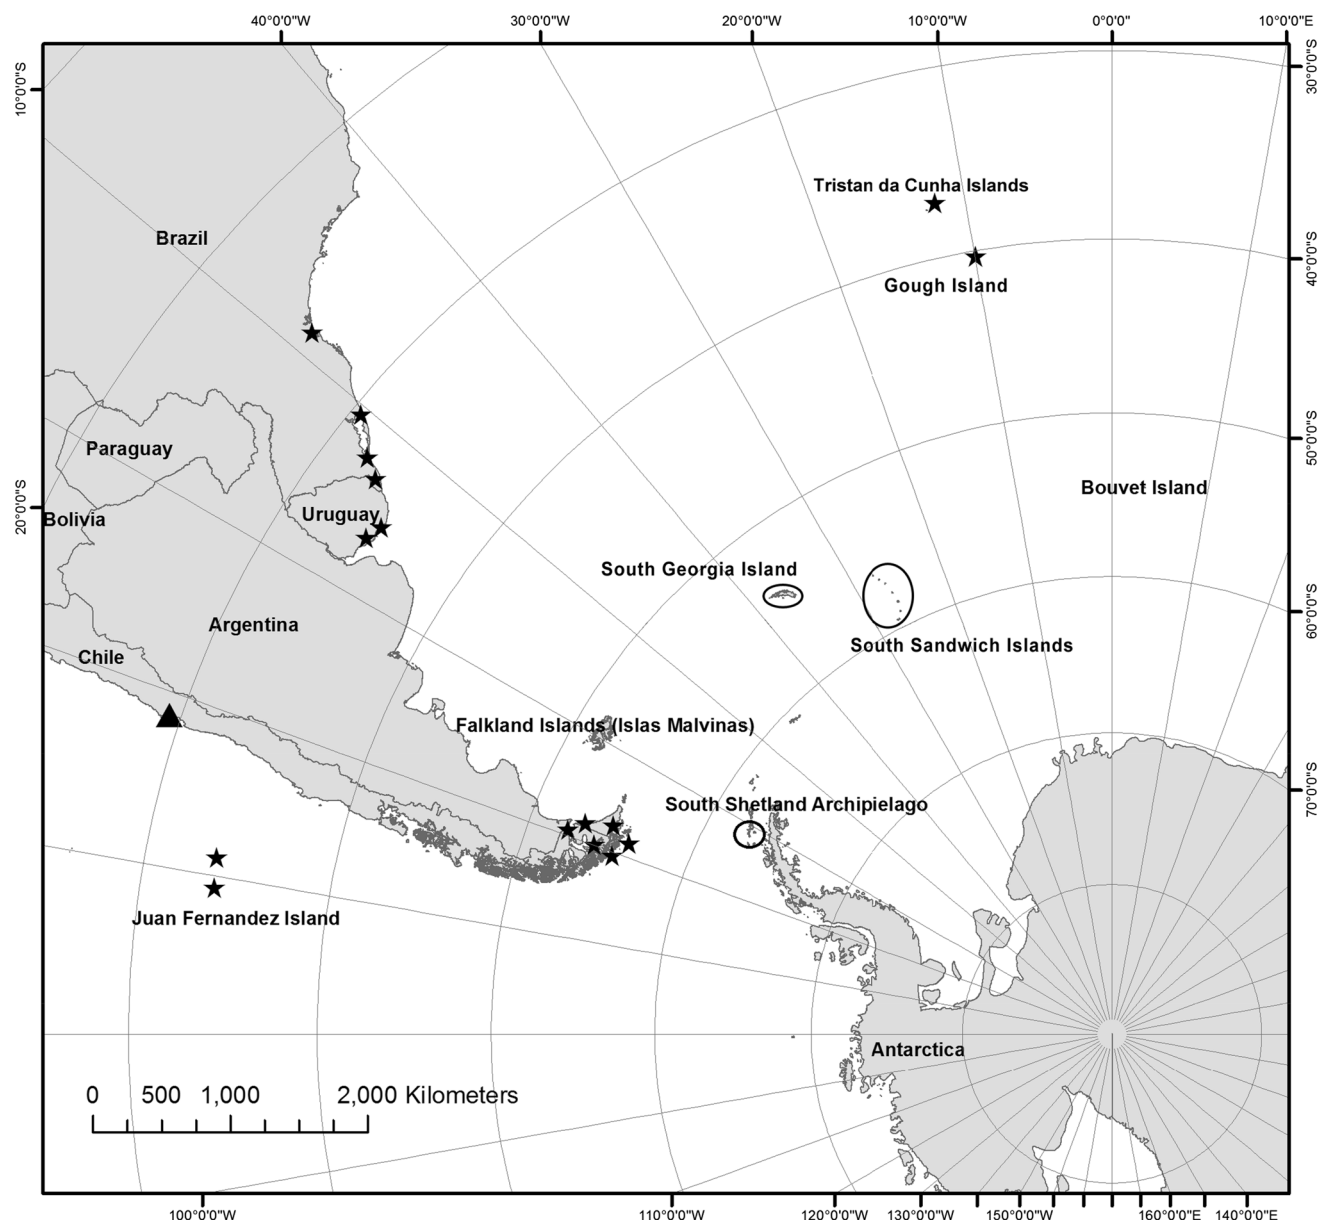 40°0'0"W 30°0'0"W 20°0'0"W 10°0'0"W 0°0'0" 10°0'0"E
10°0'0"S
30°0'0"S
Tristan da Cunha Islands
Brazil
40°0'0"S
Gough Island
50°0'0"S
Paraguay
Bouvet Island
20°0'0"S
Bolivia
Uruguay
South Georgia Island
60°0'0"S
Argentina
South Sandwich Islands
Chile
Falkland Islands (Islas Malvinas)
70°0'0"S
South Shetland Archipielago
Juan Fernandez Island
Antarctica
0 500 1,000 2,000 Kilometers
100°0'0"W 110°0'0"W 120°0'0"W 130°0'0"W 150°0'0"W 160°0'0"E 140°0'0"E